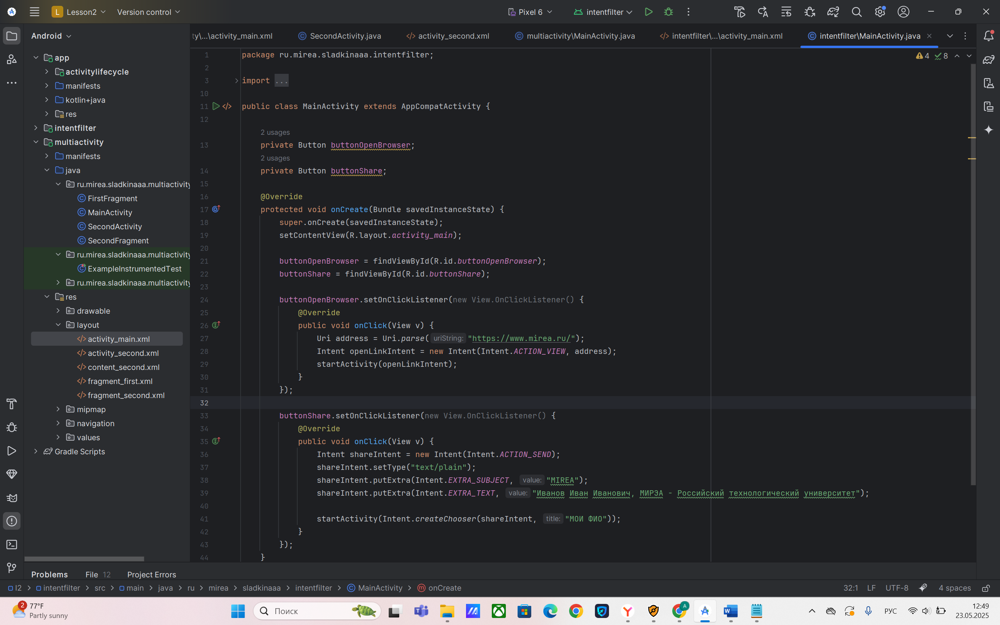 L Lesson2 Version control Pixel 6 intentfilter
Android
ty\...\activity_main.xml SecondActivity.java activity_second.xml multiactivity\MainActivity.java intentfilter\...\activity_main.xml intentfilter\MainActivity.java
app
activitylifecycle
manifests
kotlin+java
res
intentfilter
multiactivity
manifests
java
ru.mirea.sladkinaaa.multiactivity
FirstFragment
MainActivity
SecondActivity
SecondFragment
ru.mirea.sladkinaaa.multiactivity
ExampleInstrumentedTest
ru.mirea.sladkinaaa.multiactivity
res
drawable
layout
activity_main.xml
activity_second.xml
content_second.xml
fragment_first.xml
fragment_second.xml
mipmap
navigation
values
Gradle Scripts
4 8
1 package ru.mirea.sladkinaaa.intentfilter;
2
3 import ...
10
11 public class MainActivity extends AppCompatActivity {
12
2 usages
13 private Button buttonOpenBrowser;
2 usages
14 private Button buttonShare;
15
16 @Override
17 protected void onCreate(Bundle savedInstanceState) {
18 super.onCreate(savedInstanceState);
19 setContentView(R.layout.activity_main);
20
21 buttonOpenBrowser = findViewById(R.id.buttonOpenBrowser);
22 buttonShare = findViewById(R.id.buttonShare);
23
24 buttonOpenBrowser.setOnClickListener(new View.OnClickListener() {
25 @Override
26 public void onClick(View v) {
27 Uri address = Uri.parse( uriString: "https://www.mirea.ru/");
28 Intent openLinkIntent = new Intent(Intent.ACTION_VIEW, address);
29 startActivity(openLinkIntent);
30 }
31 });
32
33 buttonShare.setOnClickListener(new View.OnClickListener() {
34 @Override
35 public void onClick(View v) {
36 Intent shareIntent = new Intent(Intent.ACTION_SEND);
37 shareIntent.setType("text/plain");
38 shareIntent.putExtra(Intent.EXTRA_SUBJECT, value: "MIREA");
39 shareIntent.putExtra(Intent.EXTRA_TEXT, value: "Иванов Иван Иванович, МИРЭА - Российский технологический университет");
40
41 startActivity(Intent.createChooser(shareIntent, title: "МОИ ФИО"));
42 }
43 });
44 }
Problems File 12 Project Errors
l2 > intentfilter > src > main > java > ru > mirea > sladkinaaa > intentfilter > MainActivity > onCreate 32:1 LF UTF-8 4 spaces
2 77°F
Partly sunny
Поиск
A
РУС
12:49
23.05.2025